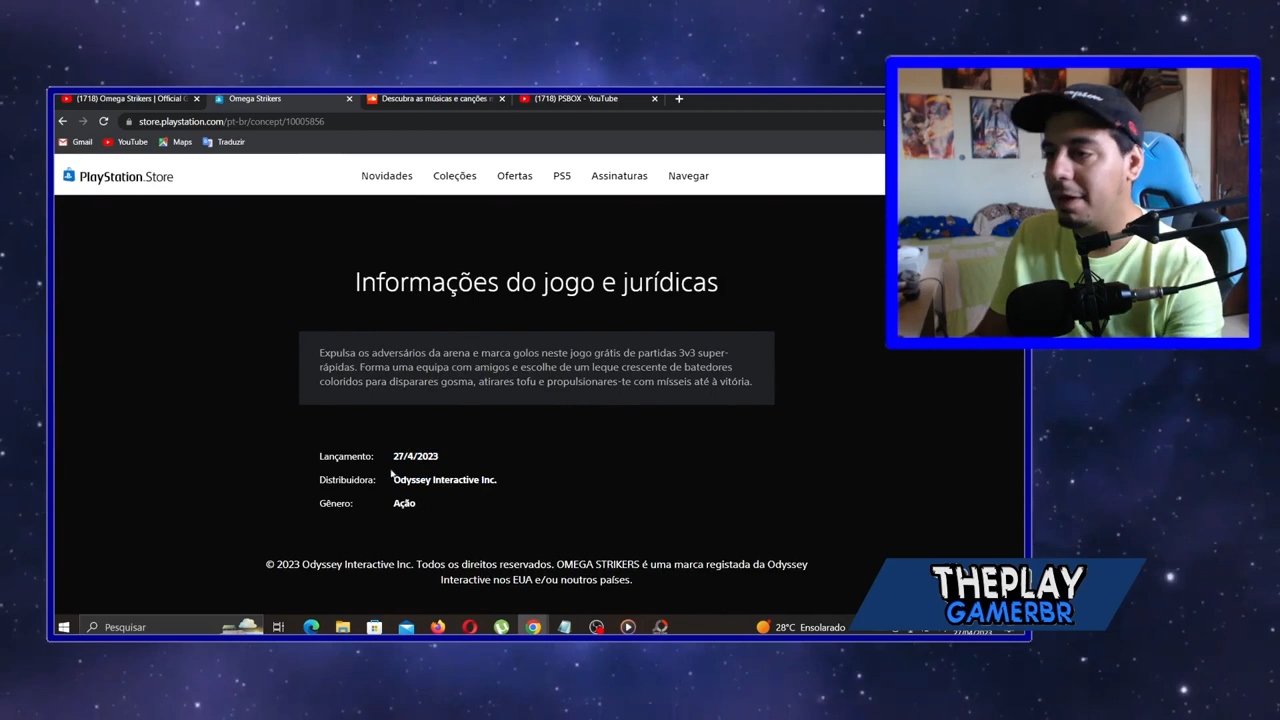 (1718) Omega Strikers | Official
Omega Strikers
Descubra as músicas e canções n
(1718) PSBOX - YouTube
store.playstation.com/pt-br/concept/10005856
Gmail
YouTube
Maps
Traduzir
PlayStation.Store
Novidades
Coleções
Ofertas
PS5
Assinaturas
Navegar
Informações do jogo e jurídicas
Expulsa os adversários da arena e marca golos neste jogo grátis de partidas 3v3 super-
rápidas. Forma uma equipa com amigos e escolhe de um leque crescente de batedores
coloridos para disparares gosma, atirares tofu e propulsionares-te com mísseis até à vitória.
Lançamento: 27/4/2023
Distribuidora: Odyssey Interactive Inc.
Gênero: Ação
© 2023 Odyssey Interactive Inc. Todos os direitos reservados. OMEGA STRIKERS é uma marca registada da Odyssey
Interactive nos EUA e/ou noutros países.
THEPLAY
GAMERBR
Pesquisar
28°C Ensolarado